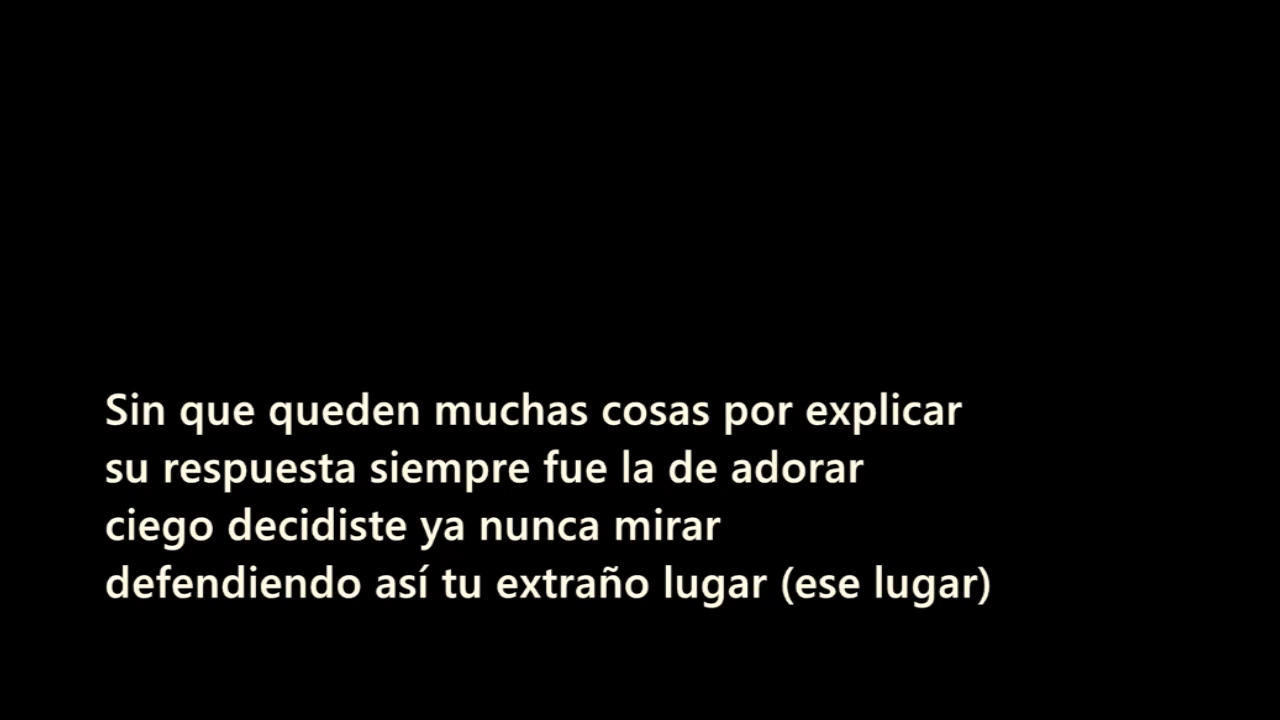 Sin que queden muchas cosas por explicar
su respuesta siempre fue la de adorar
ciego decidiste ya nunca mirar
defendiendo así tu extraño lugar (ese lugar)